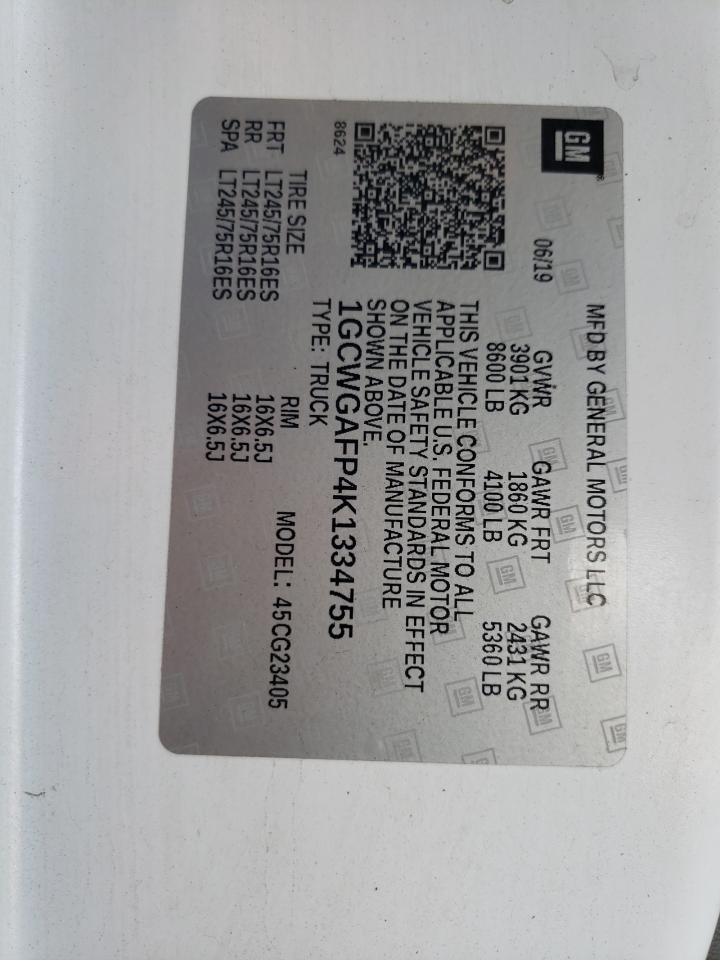 GM
MFD BY GENERAL MOTORS LLC
06/19 GVWR GAWR FRT GAWR RR
3901 KG 1860 KG 2431 KG
8600 LB 4100 LB 5360 LB
THIS VEHICLE CONFORMS TO ALL
APPLICABLE U.S. FEDERAL MOTOR
VEHICLE SAFETY STANDARDS IN EFFECT
ON THE DATE OF MANUFACTURE
SHOWN ABOVE.
8624
1GCWGAFP4K1334755
TYPE: TRUCK
TIRE SIZE RIM MODEL: 45CG23405
FRT LT245/75R16ES 16X6.5J
RR LT245/75R16ES 16X6.5J
SPA LT245/75R16ES 16X6.5J